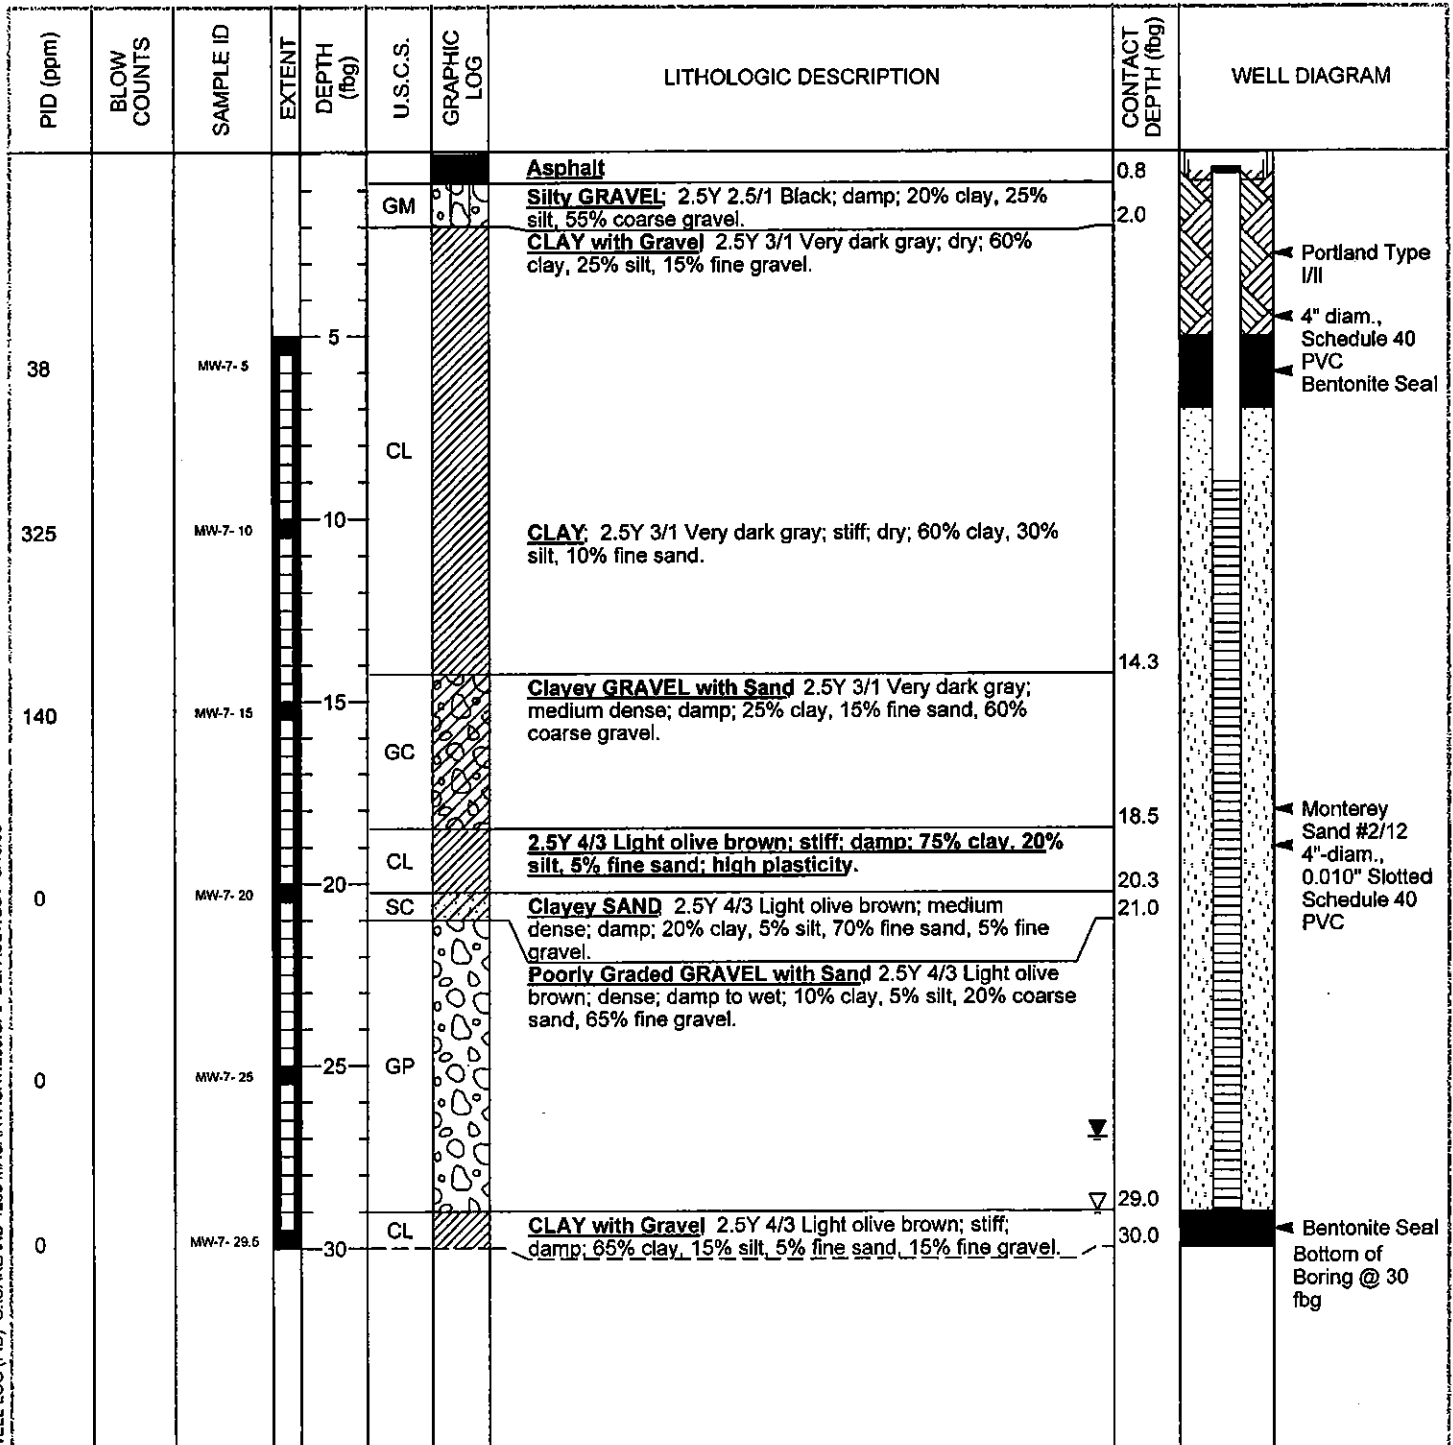 PID (ppm)
BLOW
COUNTS
SAMPLE ID
EXTENT
DEPTH
(fbg)
U.S.C.S.
GRAPHIC
LOG
LITHOLOGIC DESCRIPTION
CONTACT
DEPTH (fbg)
WELL DIAGRAM
Asphalt
0.8
GM
Silty GRAVEL; 2.5Y 2.5/1 Black; damp; 20% clay, 25%
silt, 55% coarse gravel.
2.0
CLAY with Gravel 2.5Y 3/1 Very dark gray; dry; 60%
clay, 25% silt, 15% fine gravel.
Portland Type
I/II
4" diam.,
Schedule 40
PVC
Bentonite Seal
5
38
MW-7- 5
CL
10
325
MW-7- 10
CLAY; 2.5Y 3/1 Very dark gray; stiff; dry; 60% clay, 30%
silt, 10% fine sand.
14.3
Clayey GRAVEL with Sand 2.5Y 3/1 Very dark gray;
medium dense; damp; 25% clay, 15% fine sand, 60%
coarse gravel.
15
140
MW-7- 15
GC
18.5
Monterey
Sand #2/12
4"-diam.,
0.010" Slotted
Schedule 40
PVC
CL
2.5Y 4/3 Light olive brown; stiff; damp; 75% clay, 20%
silt, 5% fine sand; high plasticity.
20.3
20
0
MW-7- 20
SC
Clayey SAND 2.5Y 4/3 Light olive brown; medium
dense; damp; 20% clay, 5% silt, 70% fine sand, 5% fine
gravel.
21.0
Poorly Graded GRAVEL with Sand 2.5Y 4/3 Light olive
brown; dense; damp to wet; 10% clay, 5% silt, 20% coarse
sand, 65% fine gravel.
25
0
MW-7- 25
GP
29.0
CL
CLAY with Gravel 2.5Y 4/3 Light olive brown; stiff;
damp; 65% clay, 15% silt, 5% fine sand, 15% fine gravel.
30.0
30
0
MW-7- 29.5
Bentonite Seal
Bottom of
Boring @ 30
fbg